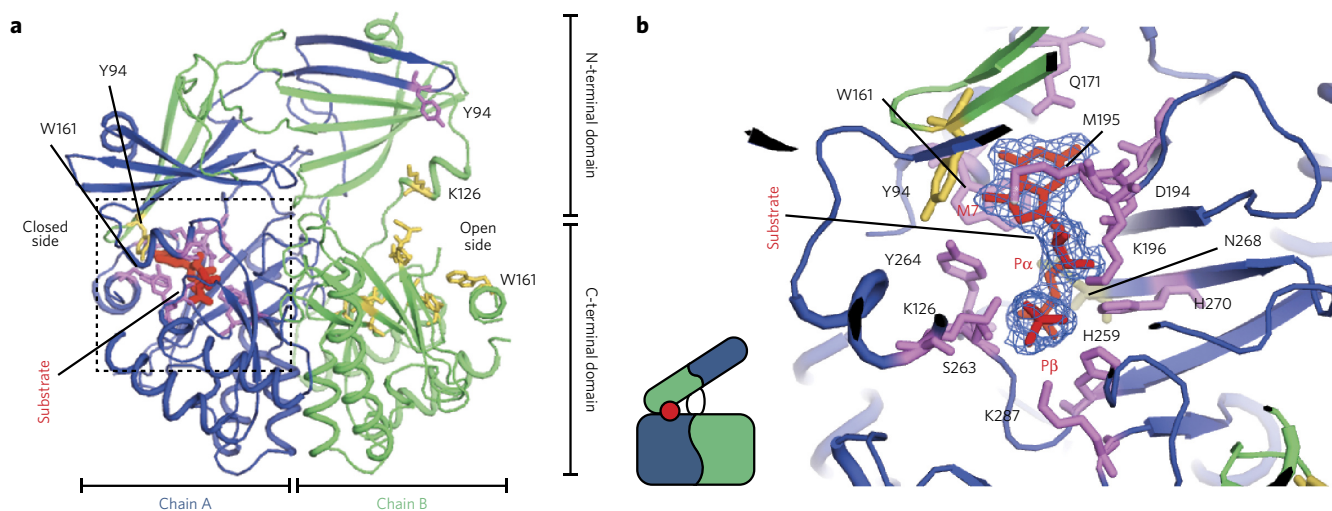 a
Y94
W161
Closed
side
Substrate
Y94
K126
Open
side
W161
N-terminal domain
C-terminal domain
Chain A
Chain B
b
Q171
W161
M195
Y94
D194
M7
Substrate
K196
N268
Pα
Y264
K126
H270
H259
S263
Pβ
K287